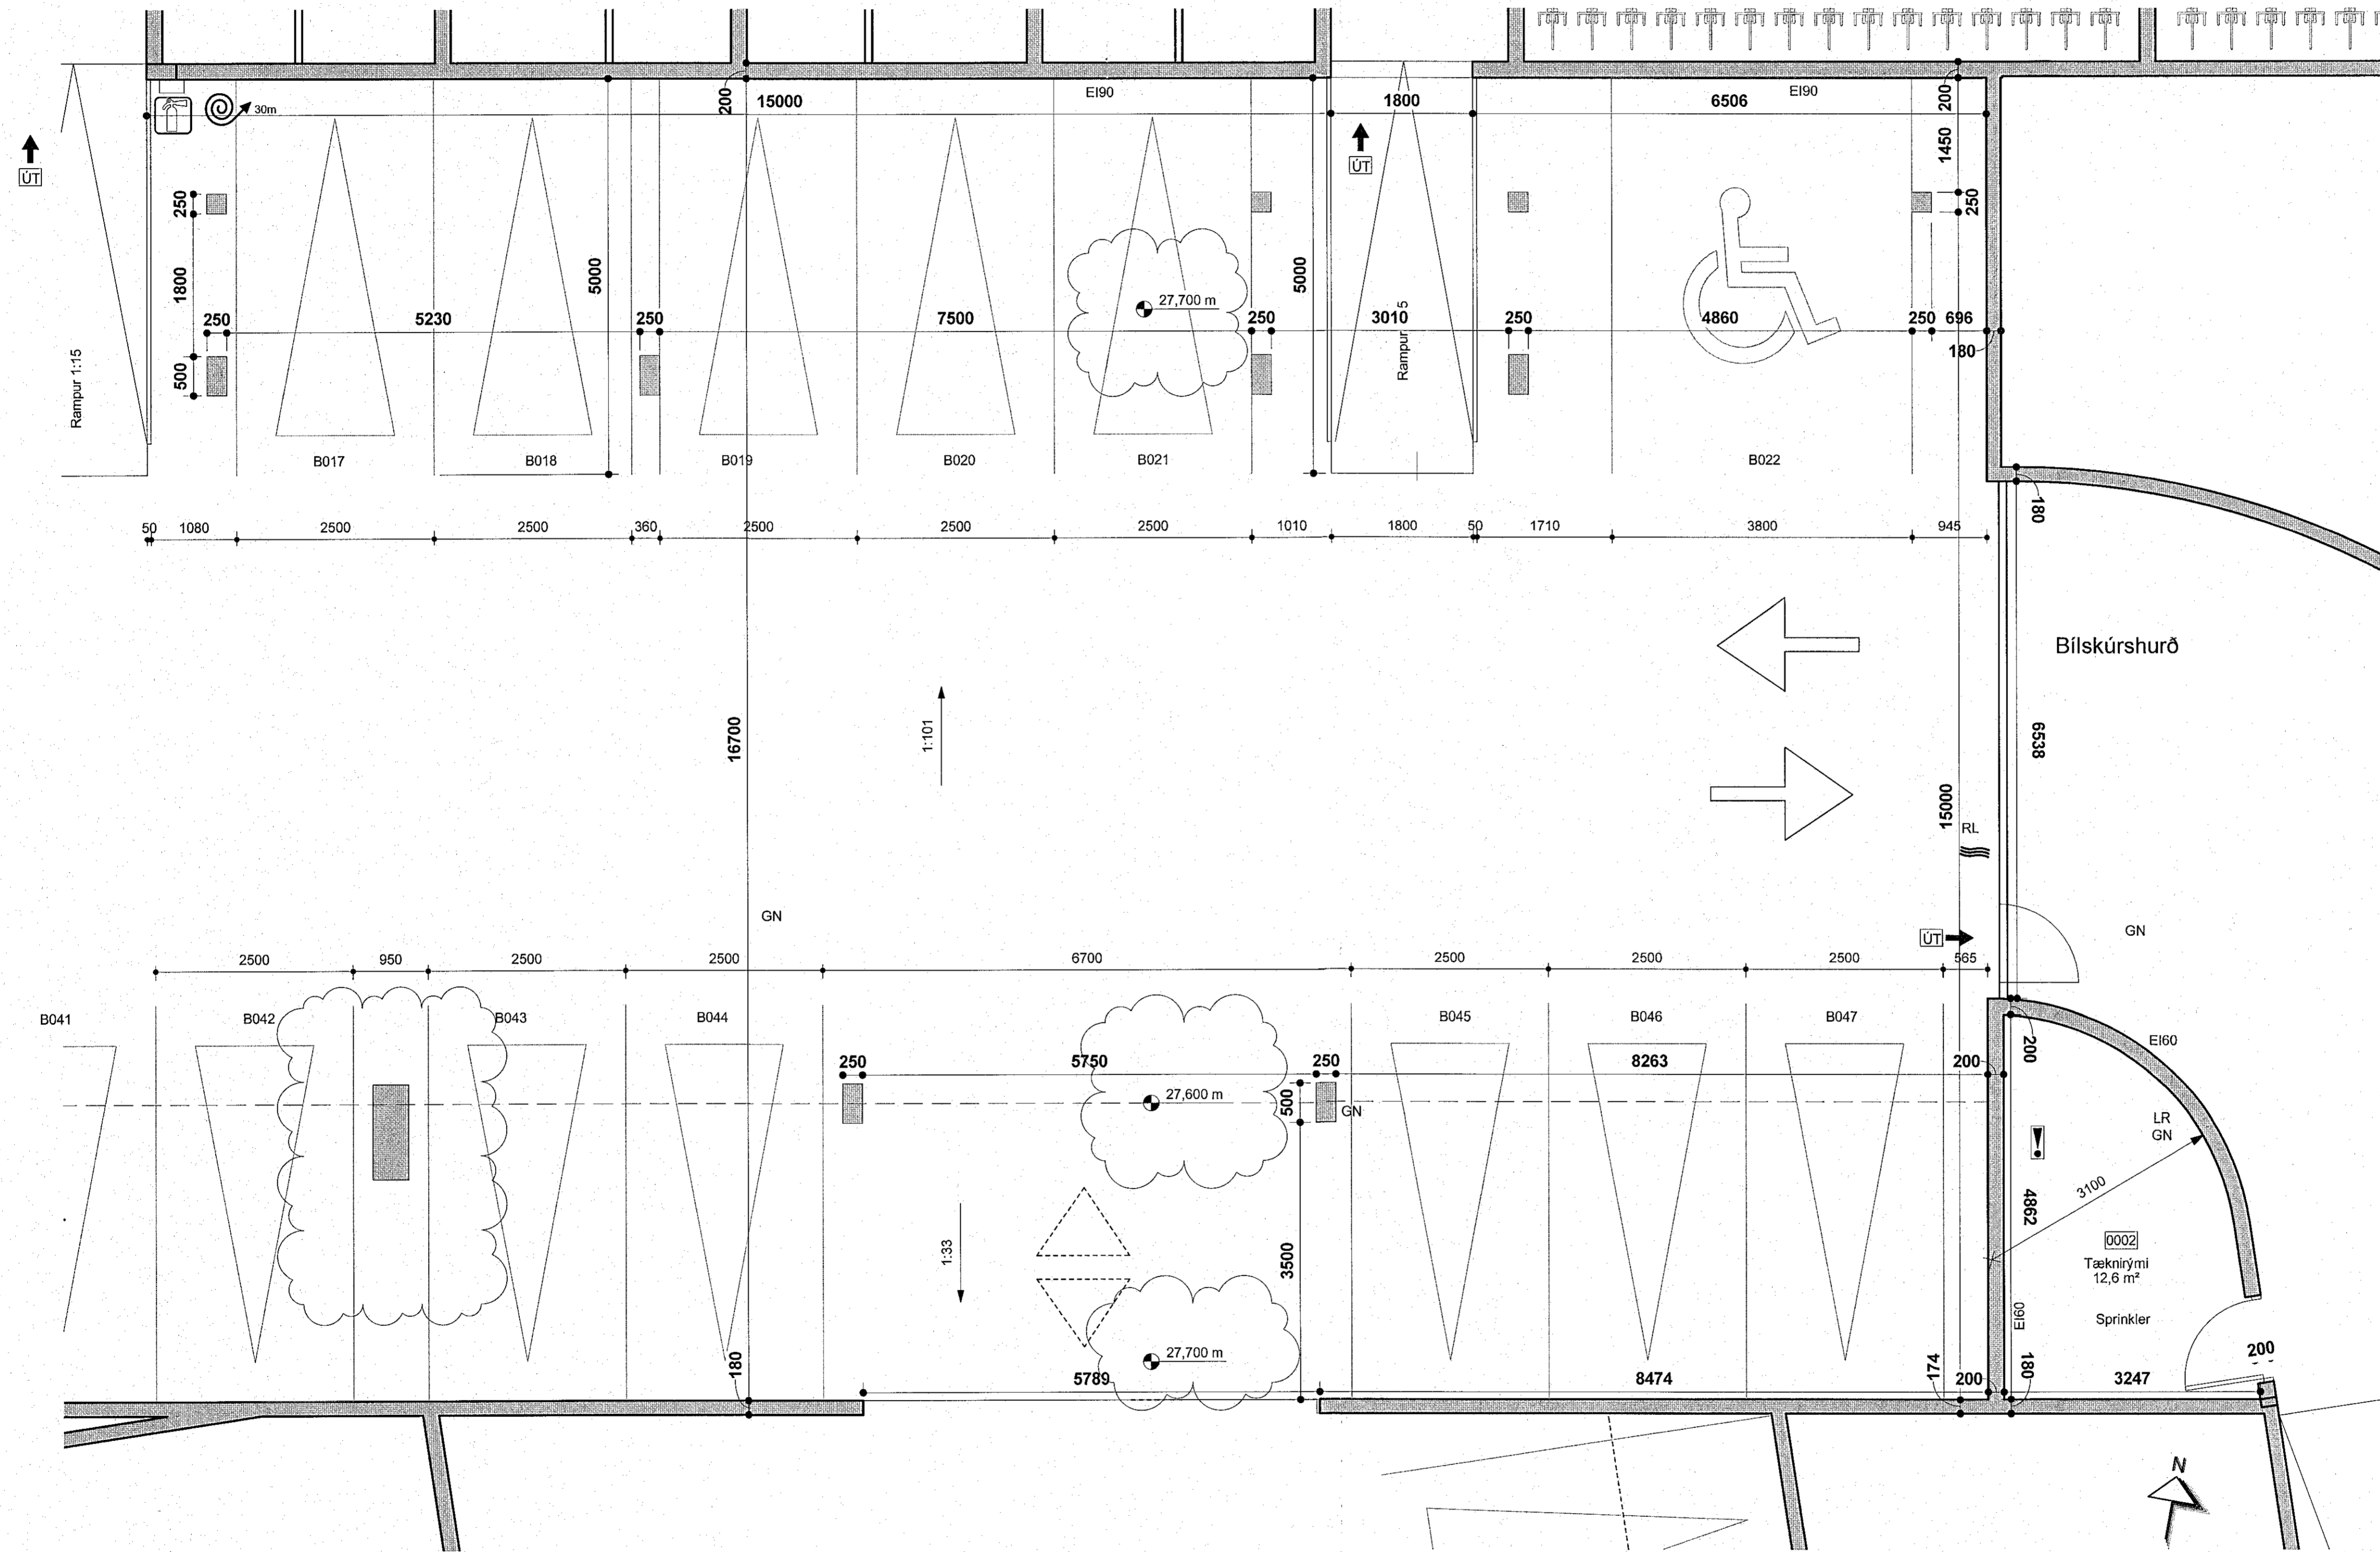 200
15000
EI90
1800
6506
EI90
200
30m
1450
ÚT
ÚT
250
250
1800
5000
5000
27,700 m
250
5230
250
7500
250
3010
250
4860
250
696
180
Rampur 1:15
500
Rampur
5
B017
B018
B019
B020
B021
B022
180
50
1080
2500
2500
360
2500
2500
2500
1010
1800
50
1710
3800
945
Bílskúrshurð
16700
1:101
6538
15000
RL
GN
ÚT
GN
2500
950
2500
2500
6700
2500
2500
2500
565
B041
B042
B043
B044
B045
B046
B047
250
5750
250
8263
200
200
EI60
27,600 m
500
GN
LR
GN
3100
4862
1:33
3500
0002
Tæknirými
12,6 m²
EI60
Sprinkler
27,700 m
180
5789
8474
174
200
180
3247
200
N